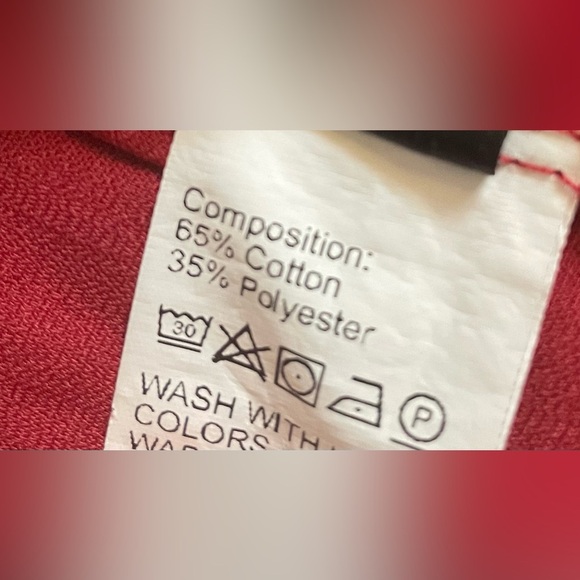 Composition:
65% Cotton
35% Polyester
30
P
WASH WITH
COLORS